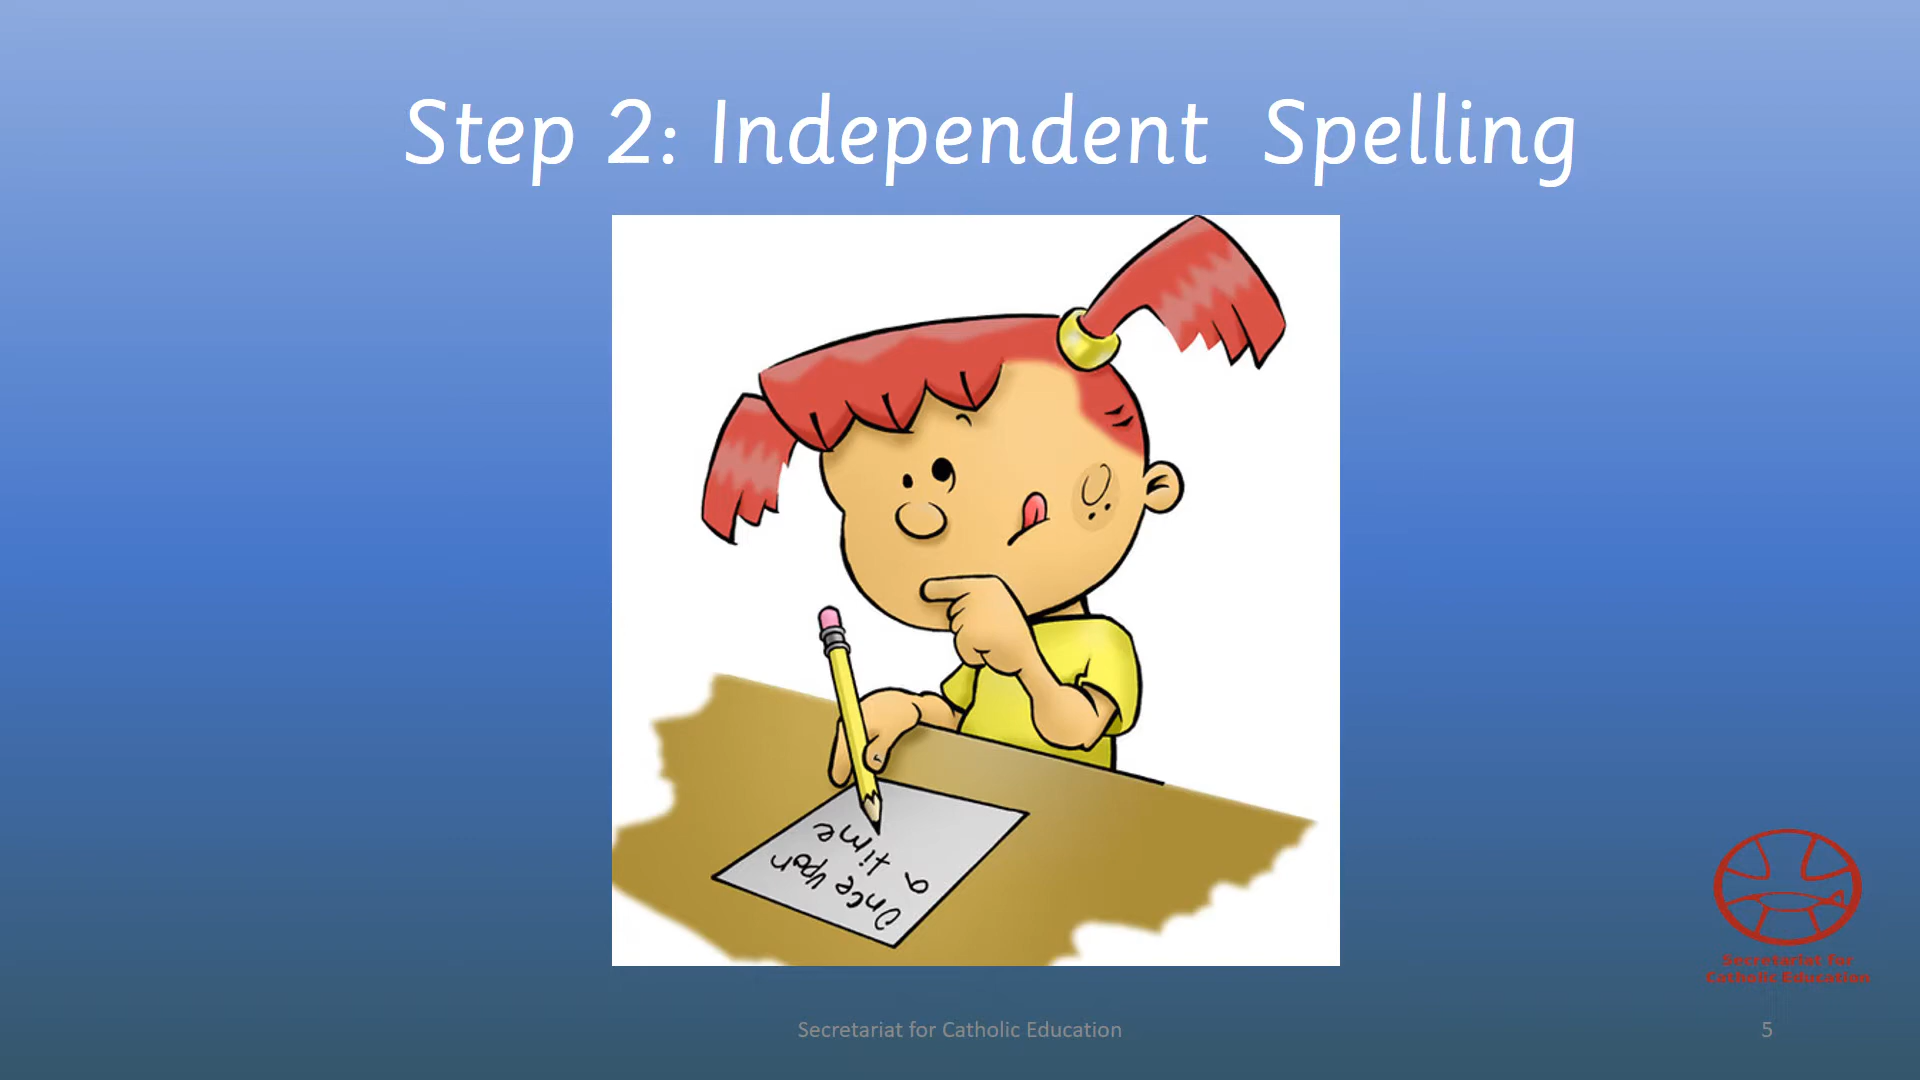 Step 2: Independent Spelling
Once upon
a time
Secretariat for
Catholic Education
Secretariat for Catholic Education
5